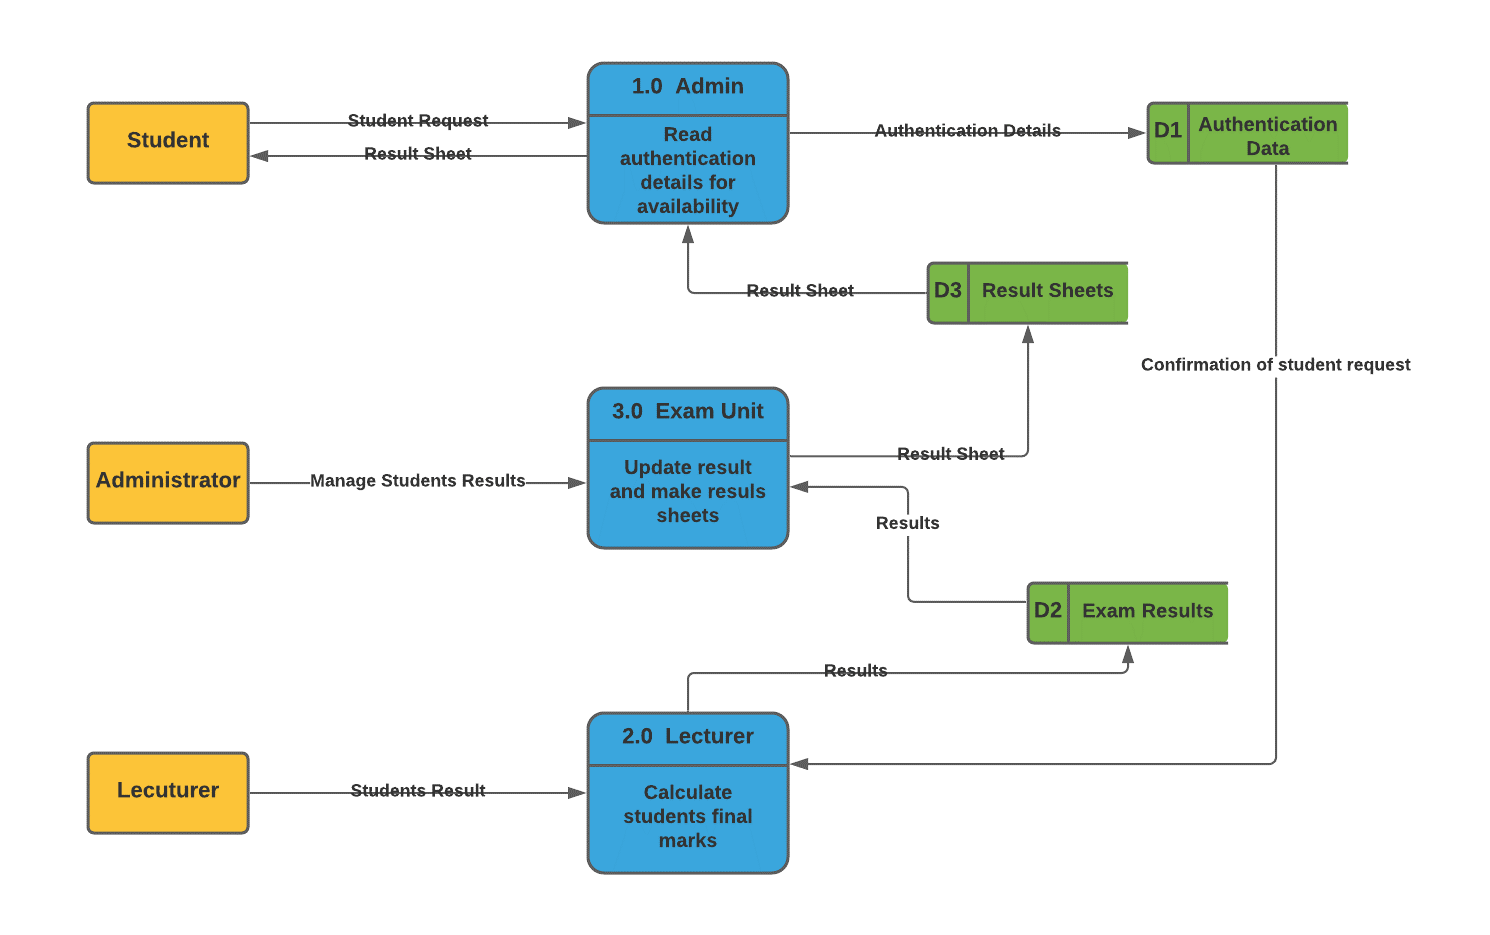 1.0 Admin
Student
Student Request
Result Sheet
Read
authentication
details for
availability
Authentication Details
D1
Authentication
Data
Result Sheet
D3
Result Sheets
Confirmation of student request
3.0 Exam Unit
Administrator
Manage Students Results
Update result
and make resuls
sheets
Result Sheet
Results
D2
Exam Results
Results
2.0 Lecturer
Lecuturer
Students Result
Calculate
students final
marks